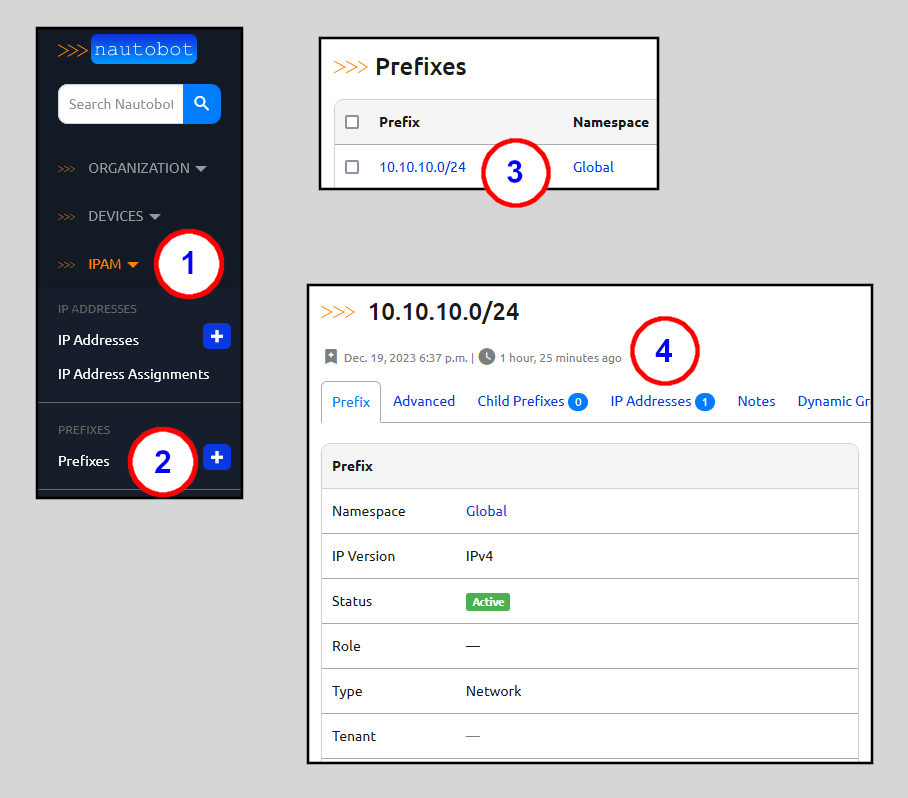 >>> nautobot
Search Nautobot
>>> ORGANIZATION
>>> DEVICES
>>> IPAM
1
IP ADDRESSES
IP Addresses +
IP Address Assignments
PREFIXES
Prefixes
2
+
>>> Prefixes
Prefix Namespace
10.10.10.0/24 Global
3
>>> 10.10.10.0/24
Dec. 19, 2023 6:37 p.m. | 1 hour, 25 minutes ago
4
Prefix Advanced Child Prefixes 0 IP Addresses 1 Notes Dynamic Gr
Prefix
Namespace Global
IP Version IPv4
Status Active
Role —
Type Network
Tenant —